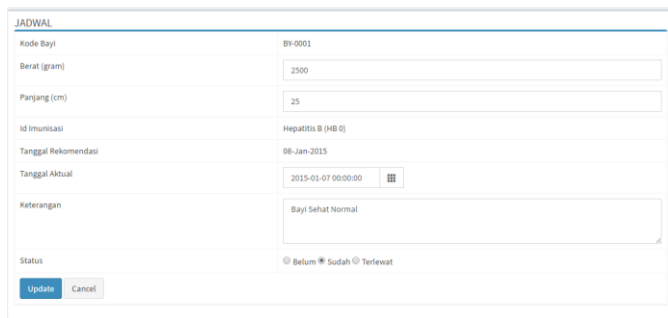 JADWAL
Kode Bayi BY-0001
Berat (gram) 2500
Panjang (cm) 25
Id Imunisasi Hepatitis B (HB 0)
Tanggal Rekomendasi 08-Jan-2015
Tanggal Aktual 2015-01-07 00:00:00
Keterangan Bayi Sehat Normal
Status Belum Sudah Terlewat
Update Cancel